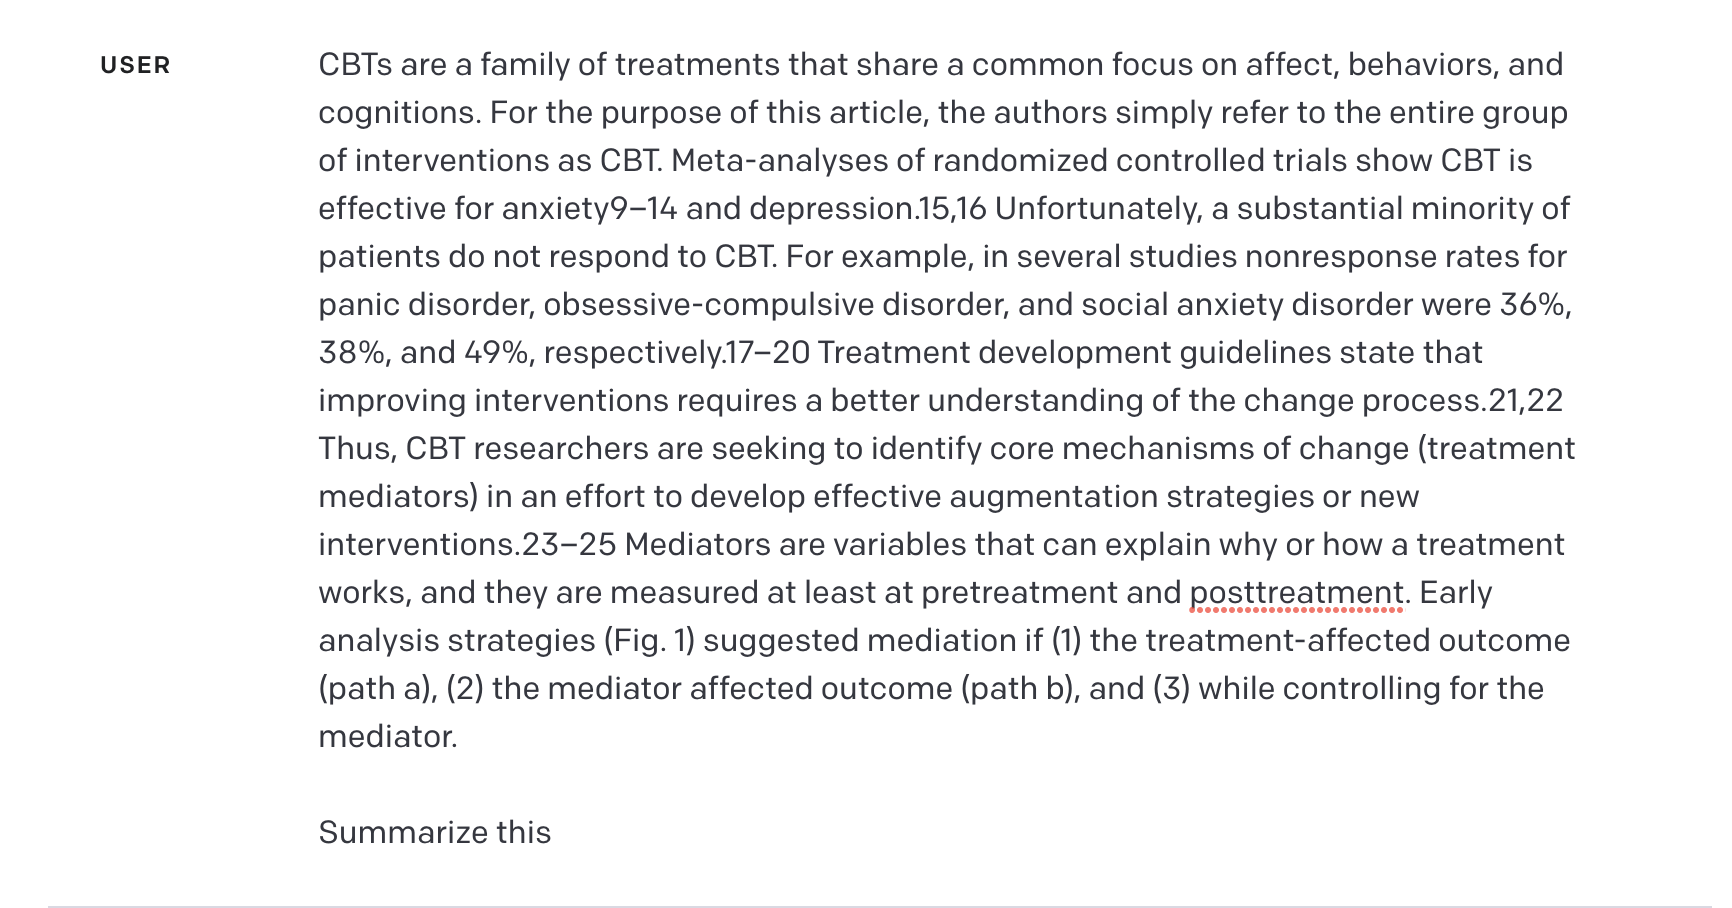 USER
CBTs are a family of treatments that share a common focus on affect, behaviors, and
cognitions. For the purpose of this article, the authors simply refer to the entire group
of interventions as CBT. Meta-analyses of randomized controlled trials show CBT is
effective for anxiety9–14 and depression.15,16 Unfortunately, a substantial minority of
patients do not respond to CBT. For example, in several studies nonresponse rates for
panic disorder, obsessive-compulsive disorder, and social anxiety disorder were 36%,
38%, and 49%, respectively.17–20 Treatment development guidelines state that
improving interventions requires a better understanding of the change process.21,22
Thus, CBT researchers are seeking to identify core mechanisms of change (treatment
mediators) in an effort to develop effective augmentation strategies or new
interventions.23–25 Mediators are variables that can explain why or how a treatment
works, and they are measured at least at pretreatment and posttreatment. Early
analysis strategies (Fig. 1) suggested mediation if (1) the treatment-affected outcome
(path a), (2) the mediator affected outcome (path b), and (3) while controlling for the
mediator.
Summarize this